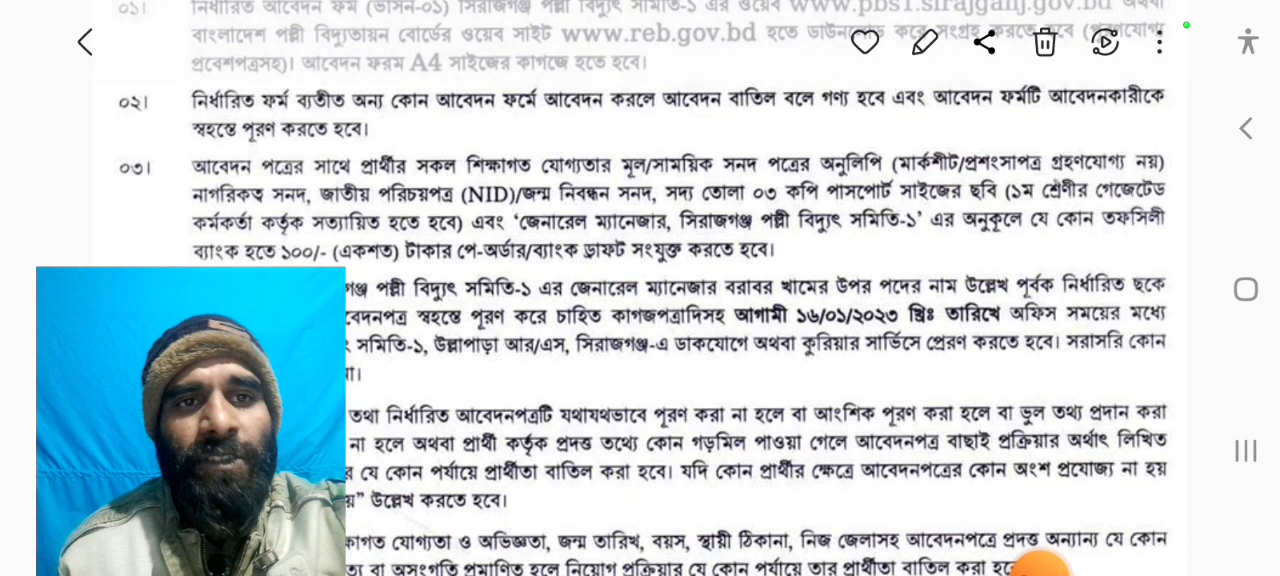 ০১। নির্ধারিত আবেদন ফর্ম (ভাসন-০১) সিরাজগঞ্জ পল্লী বিদ্যুৎ সমিতি-১ এর ওয়েব www.pbs1.sirajganj.gov.bd অথবা
বাংলাদেশ পল্লী বিদ্যুতায়ন বোর্ডের ওয়েব সাইট www.reb.gov.bd হতে ডাউনলোড করে সংগ্রহ করতে হবে (গ্রহণযোগ্য
প্রবেশপত্রসহ)। আবেদন ফরম A4 সাইজের কাগজে হতে হবে।
০২। নির্ধারিত ফর্ম ব্যতীত অন্য কোন আবেদন ফর্মে আবেদন করলে আবেদন বাতিল বলে গণ্য হবে এবং আবেদন ফর্মটি আবেদনকারীকে
স্বহস্তে পূরণ করতে হবে।
০৩। আবেদন পত্রের সাথে প্রার্থীর সকল শিক্ষাগত যোগ্যতার মূল/সাময়িক সনদ পত্রের অনুলিপি (মার্কশীট/প্রশংসাপত্র গ্রহণযোগ্য নয়)
নাগরিকত্ব সনদ, জাতীয় পরিচয়পত্র (NID)/জন্ম নিবন্ধন সনদ, সদ্য তোলা ০৩ কপি পাসপোর্ট সাইজের ছবি (১ম শ্রেণীর গেজেটেড
কর্মকর্তা কর্তৃক সত্যায়িত হতে হবে) এবং ‘জেনারেল ম্যানেজার, সিরাজগঞ্জ পল্লী বিদ্যুৎ সমিতি-১’ এর অনুকূলে যে কোন তফসিলী
ব্যাংক হতে ১০০/- (একশত) টাকার পে-অর্ডার/ব্যাংক ড্রাফট সংযুক্ত করতে হবে।
গঞ্জ পল্লী বিদ্যুৎ সমিতি-১ এর জেনারেল ম্যানেজার বরাবর খামের উপর পদের নাম উল্লেখ পূর্বক নির্ধারিত ছকে
বেদনপত্র স্বহস্তে পূরণ করে চাহিত কাগজপত্রাদিসহ আগামী ১৬/০১/২০২৩ খ্রিঃ তারিখে অফিস সময়ের মধ্যে
সমিতি-১, উল্লাপাড়া আর/এস, সিরাজগঞ্জ-এ ডাকযোগে অথবা কুরিয়ার সার্ভিসে প্রেরণ করতে হবে। সরাসরি কোন
া।
তথা নির্ধারিত আবেদনপত্রটি যথাযথভাবে পূরণ করা না হলে বা আংশিক পূরণ করা হলে বা ভুল তথ্য প্রদান করা
না হলে অথবা প্রার্থী কর্তৃক প্রদত্ত তথ্যে কোন গড়মিল পাওয়া গেলে আবেদনপত্র বাছাই প্রক্রিয়ার অর্থাৎ লিখিত
র যে কোন পর্যায়ে প্রার্থীতা বাতিল করা হবে। যদি কোন প্রার্থীর ক্ষেত্রে আবেদনপত্রের কোন অংশ প্রযোজ্য না হয়
য়” উল্লেখ করতে হবে।
কাগত যোগ্যতা ও অভিজ্ঞতা, জন্ম তারিখ, বয়স, স্থায়ী ঠিকানা, নিজ জেলাসহ আবেদনপত্রে প্রদত্ত অন্যান্য যে কোন
ত্য বা অসংগতি প্রমাণিত হলে নিয়োগ প্রক্রিয়ার যে কোন পর্যায়ে তার প্রার্থীতা বাতিল করা হবে